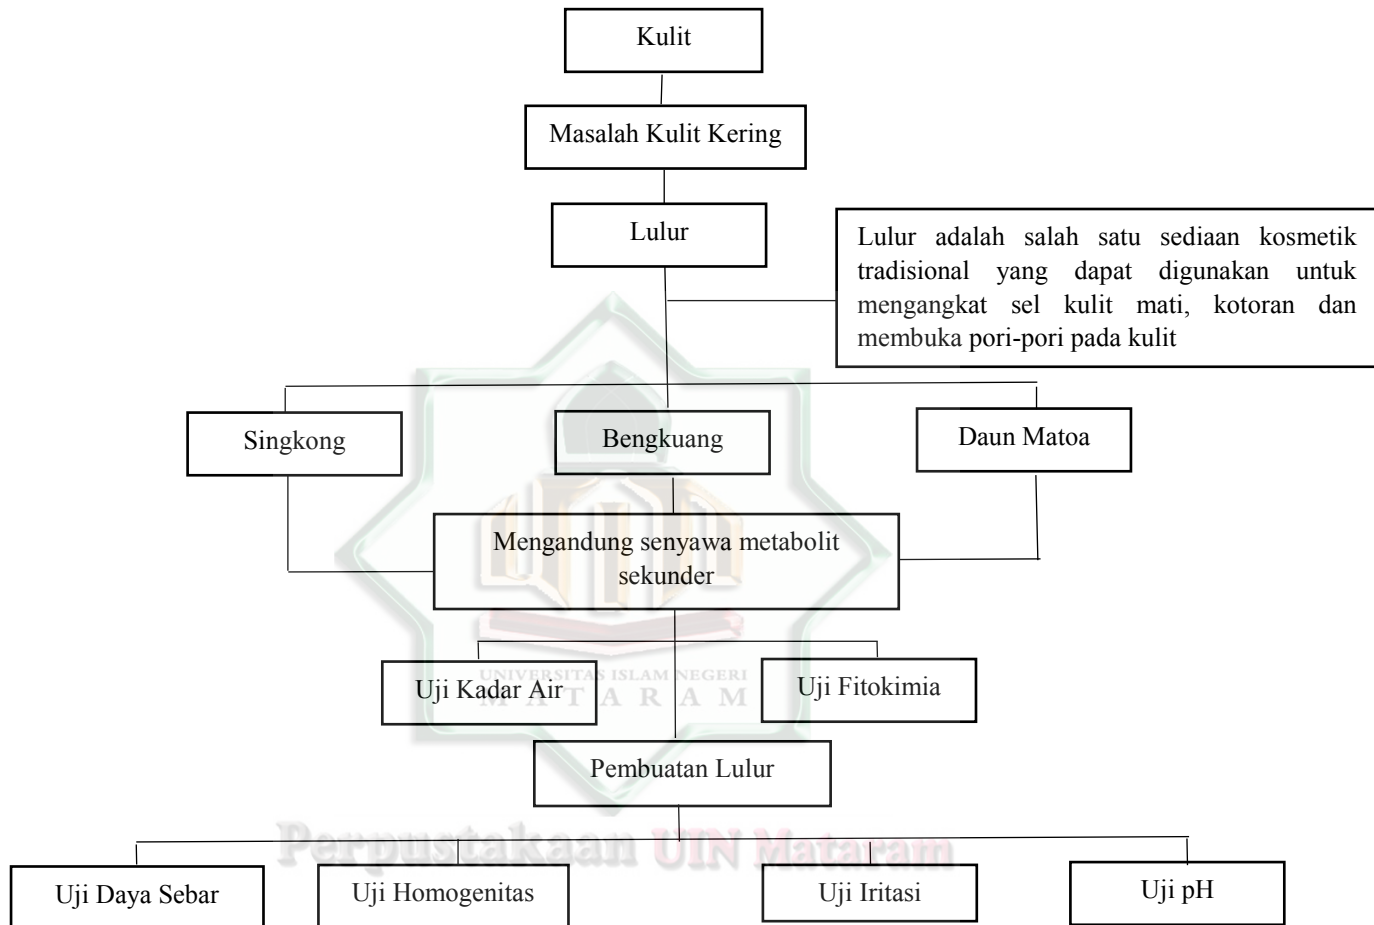 Kulit
Masalah Kulit Kering
Lulur
Lulur adalah salah satu sediaan kosmetik
tradisional yang dapat digunakan untuk
mengangkat sel kulit mati, kotoran dan
membuka pori-pori pada kulit
Singkong
Bengkuang
Daun Matoa
Mengandung senyawa metabolit
sekunder
Uji Kadar Air
Uji Fitokimia
UNIVERSITAS ISLAM NEGERI
MATARAM
Pembuatan Lulur
Perpustakaan UIN Mataram
Uji Daya Sebar
Uji Homogenitas
Uji Iritasi
Uji pH